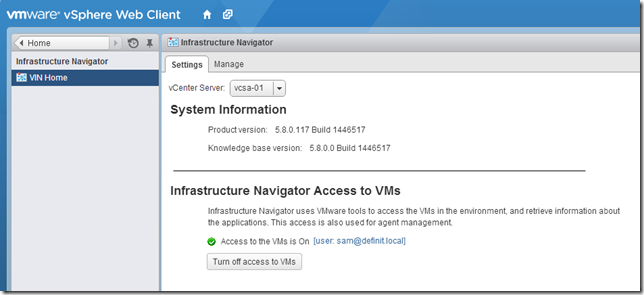 vmware® vSphere Web Client
Home
Infrastructure Navigator
VIN Home
Infrastructure Navigator
Settings
Manage
vCenter Server: vcsa-01
System Information
Product version: 5.8.0.117 Build 1446517
Knowledge base version: 5.8.0.0 Build 1446517
Infrastructure Navigator Access to VMs
Infrastructure Navigator uses VMware tools to access the VMs in the environment, and retrieve information about
the applications. This access is also used for agent management.
Access to the VMs is On [user: sam@definit.local]
Turn off access to VMs